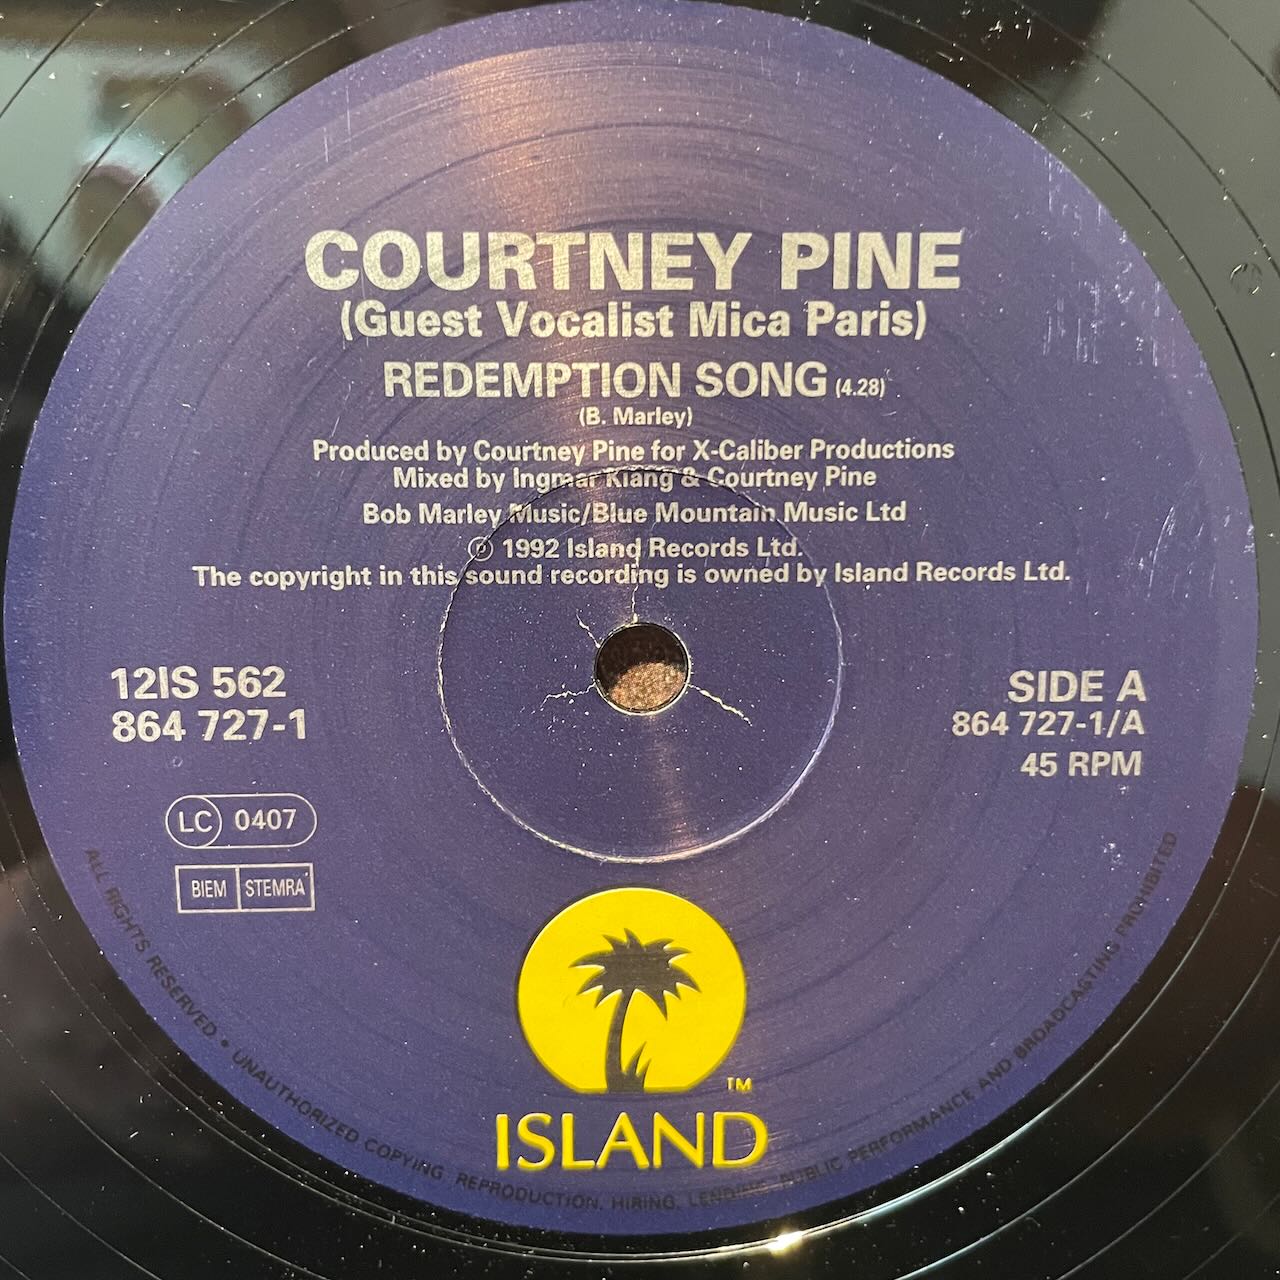 COURTNEY PINE
(Guest Vocalist Mica Paris)
REDEMPTION SONG (4.28)
(B. Marley)
Produced by Courtney Pine for X-Caliber Productions
Mixed by Ingmar Kiang & Courtney Pine
Bob Marley Music/Blue Mountain Music Ltd
Ⓟ 1992 Island Records Ltd.
The copyright in this sound recording is owned by Island Records Ltd.
12IS 562
864 727-1
SIDE A
864 727-1/A
45 RPM
LC 0407
BIEM STEMRA
TM
ISLAND
ALL RIGHTS RESERVED • UNAUTHORIZED COPYING, REPRODUCTION, HIRING, LENDING, PUBLIC PERFORMANCE AND BROADCASTING PROHIBITED